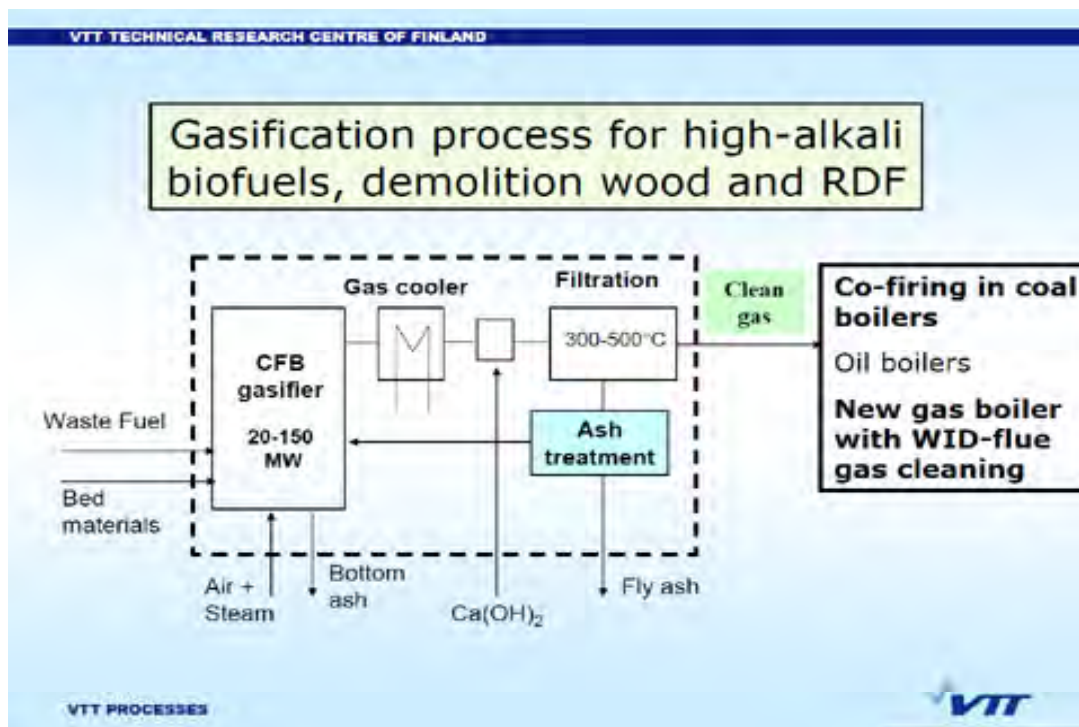 VTT TECHNICAL RESEARCH CENTRE OF FINLAND
Gasification process for high-alkali
biofuels, demolition wood and RDF
Gas cooler
Filtration
Clean
gas
Co-firing in coal
boilers
300-500°C
Oil boilers
CFB
gasifier
20-150
MW
New gas boiler
with WID-flue
gas cleaning
Waste Fuel
Ash
treatment
Bed
materials
Air +
Steam
Bottom
ash
Ca(OH)₂
Fly ash
VTT PROCESSES
VTT